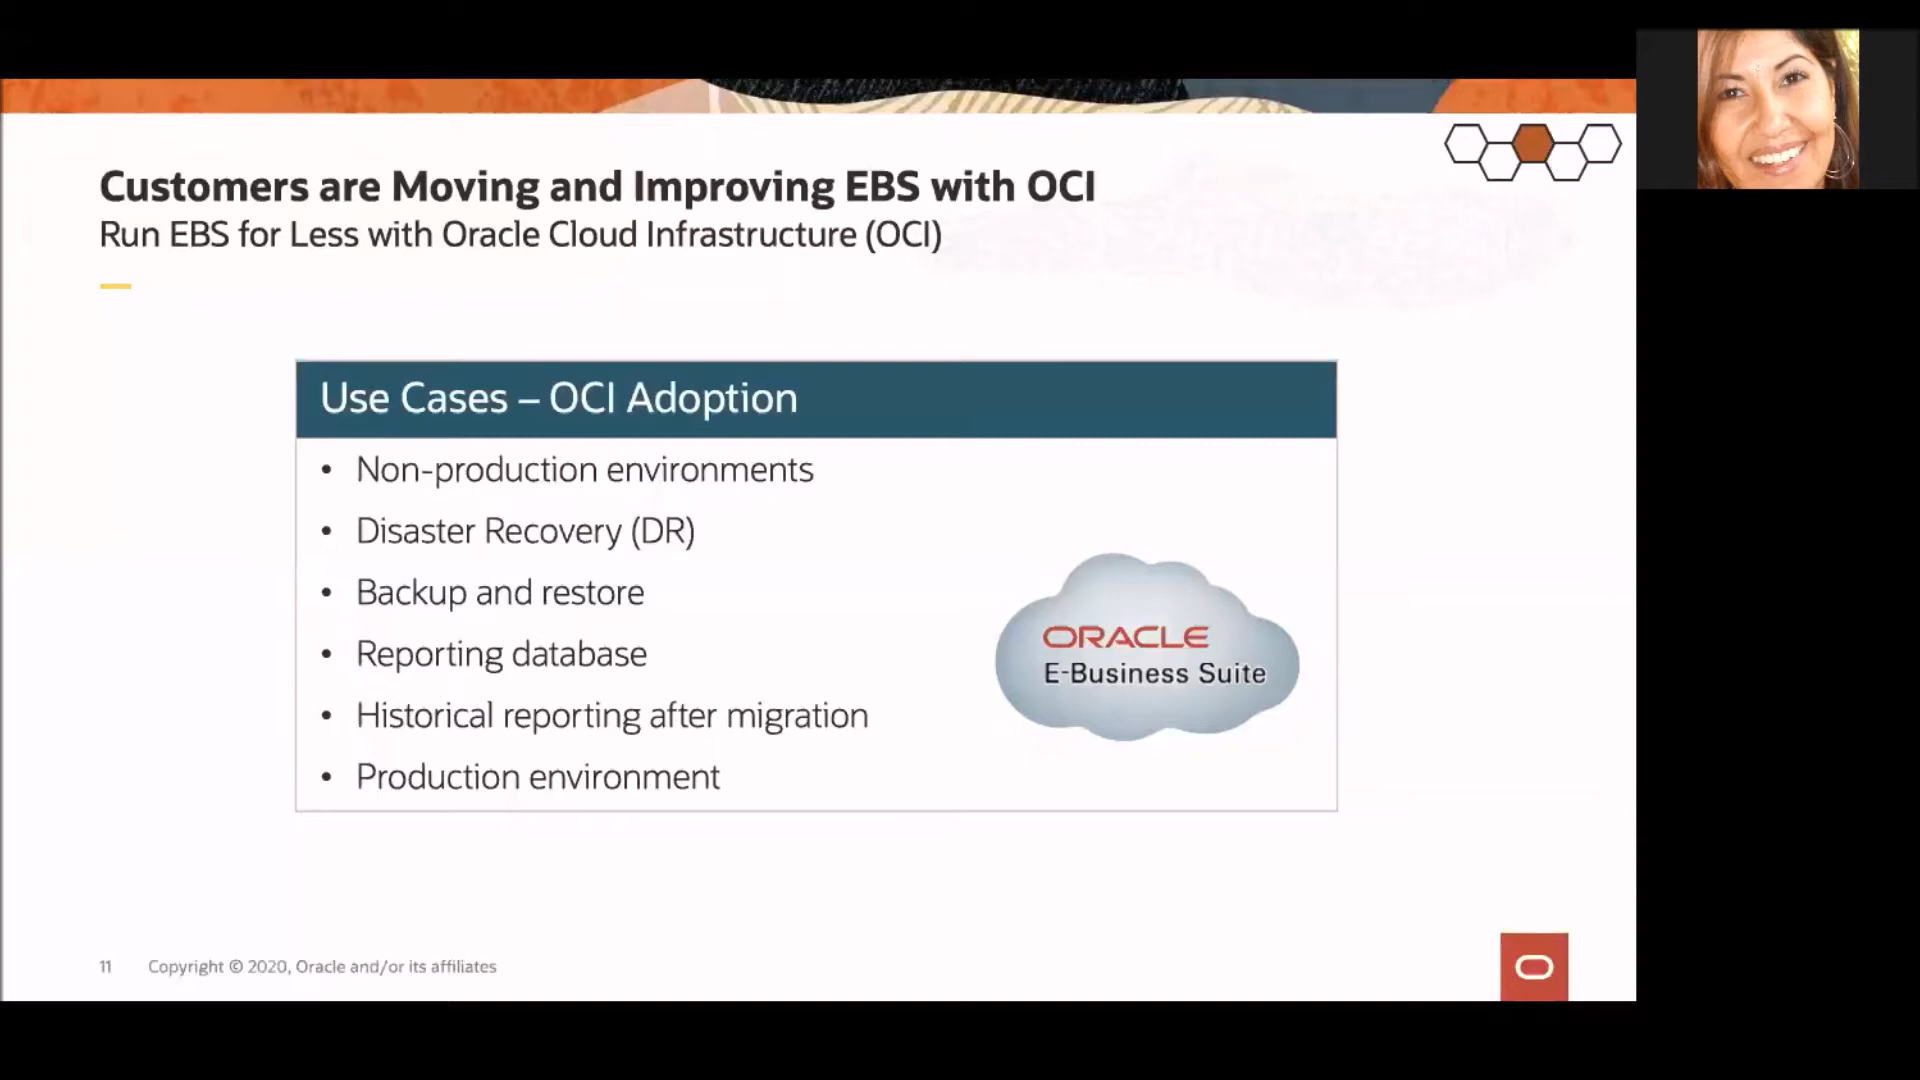 Customers are Moving and Improving EBS with OCI
Run EBS for Less with Oracle Cloud Infrastructure (OCI)
Use Cases – OCI Adoption
• Non-production environments
• Disaster Recovery (DR)
• Backup and restore
• Reporting database
• Historical reporting after migration
• Production environment
ORACLE
E-Business Suite
11 Copyright © 2020, Oracle and/or its affiliates